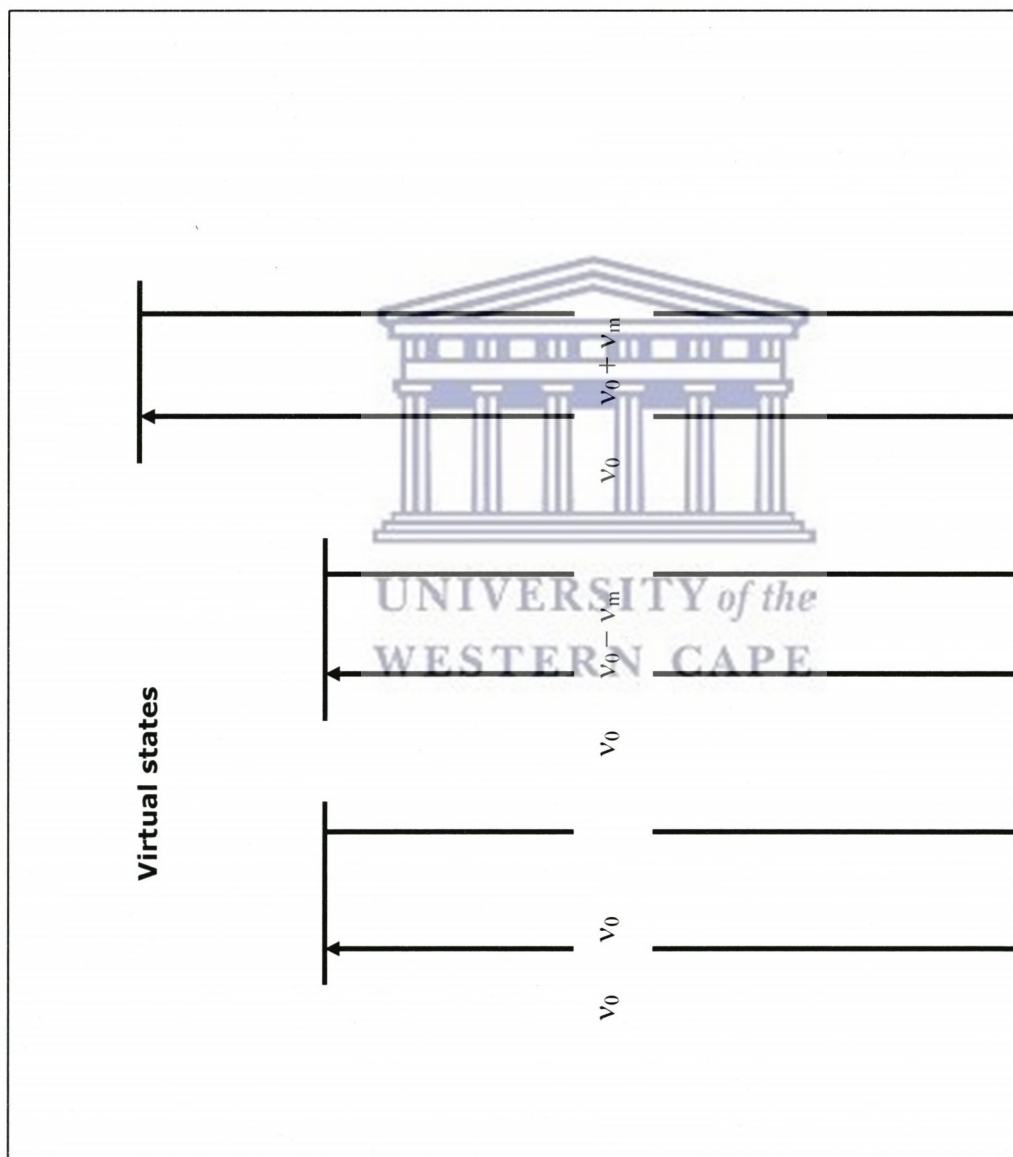 Virtual states
ν₀
ν₀
ν₀
ν₀ − νₘ
ν₀
ν₀ + νₘ
UNIVERSITY of the
WESTERN CAPE